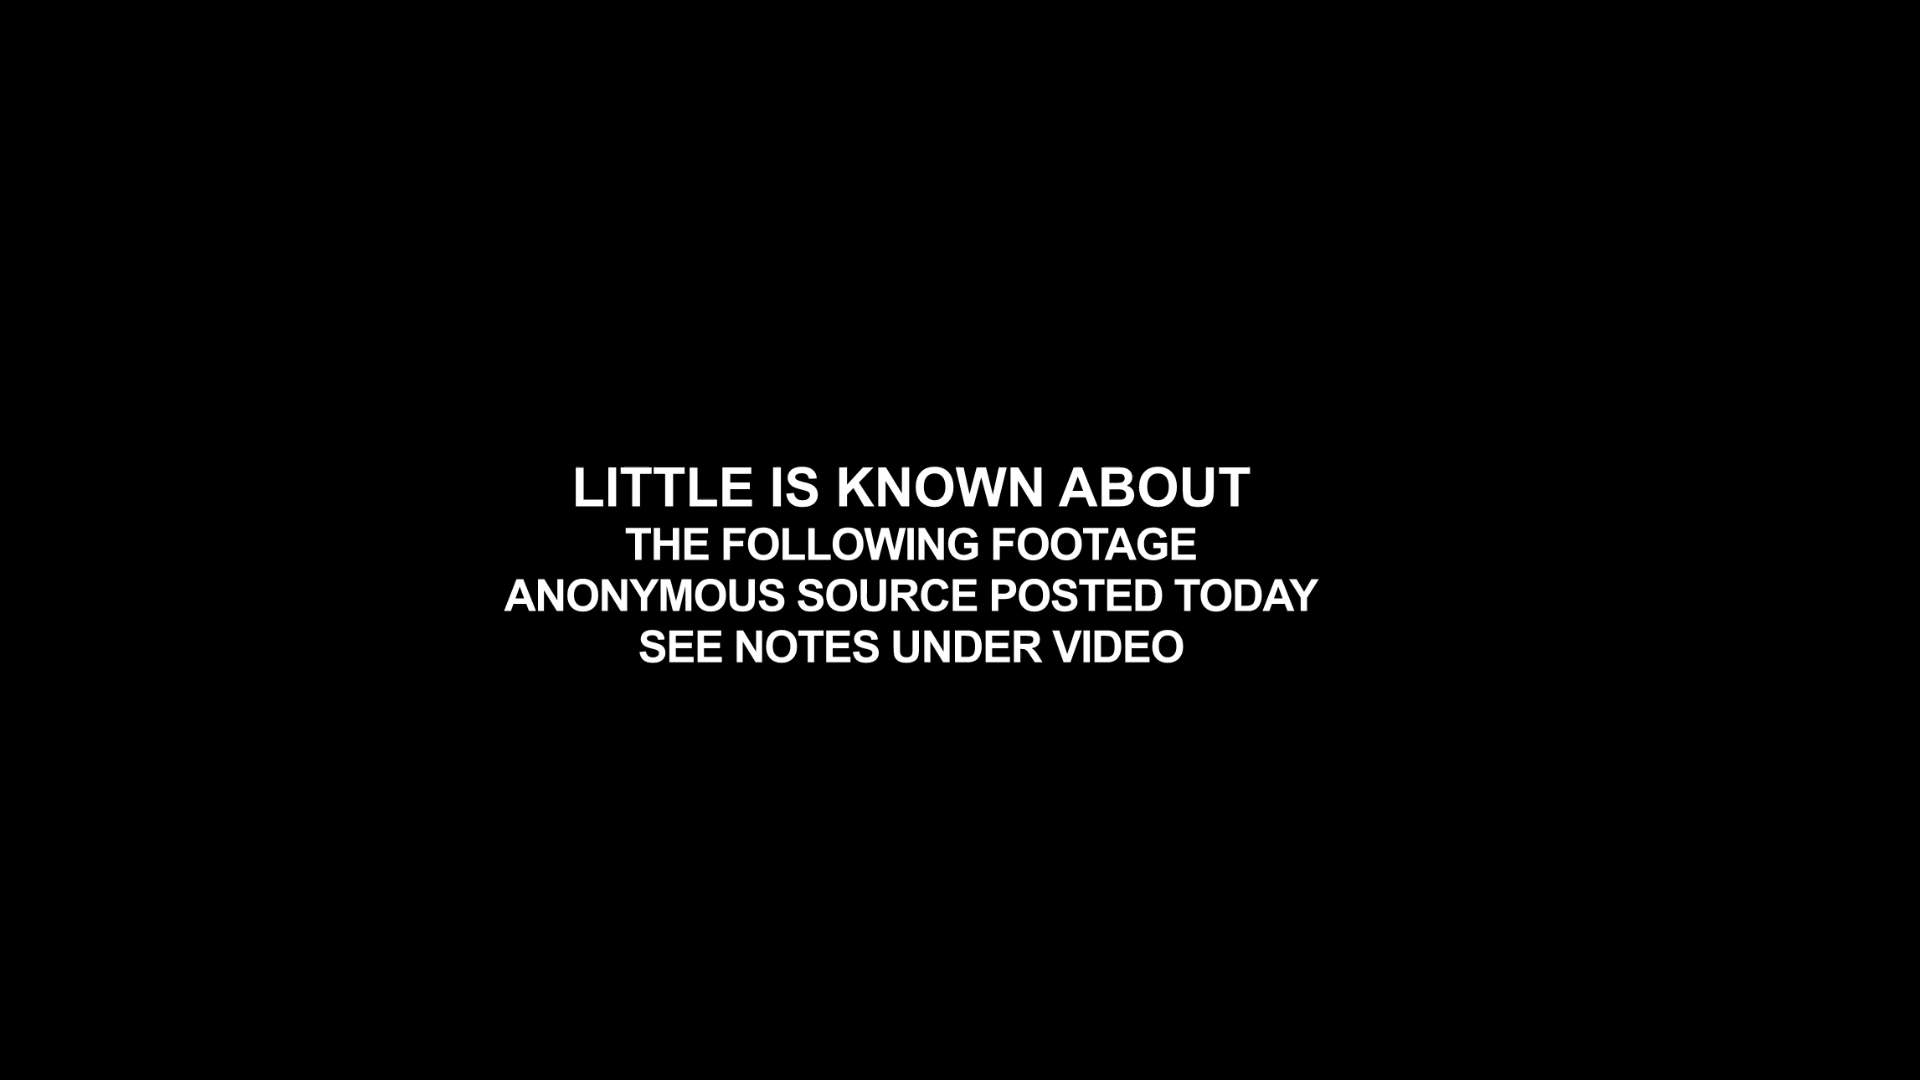 LITTLE IS KNOWN ABOUT
THE FOLLOWING FOOTAGE
ANONYMOUS SOURCE POSTED TODAY
SEE NOTES UNDER VIDEO